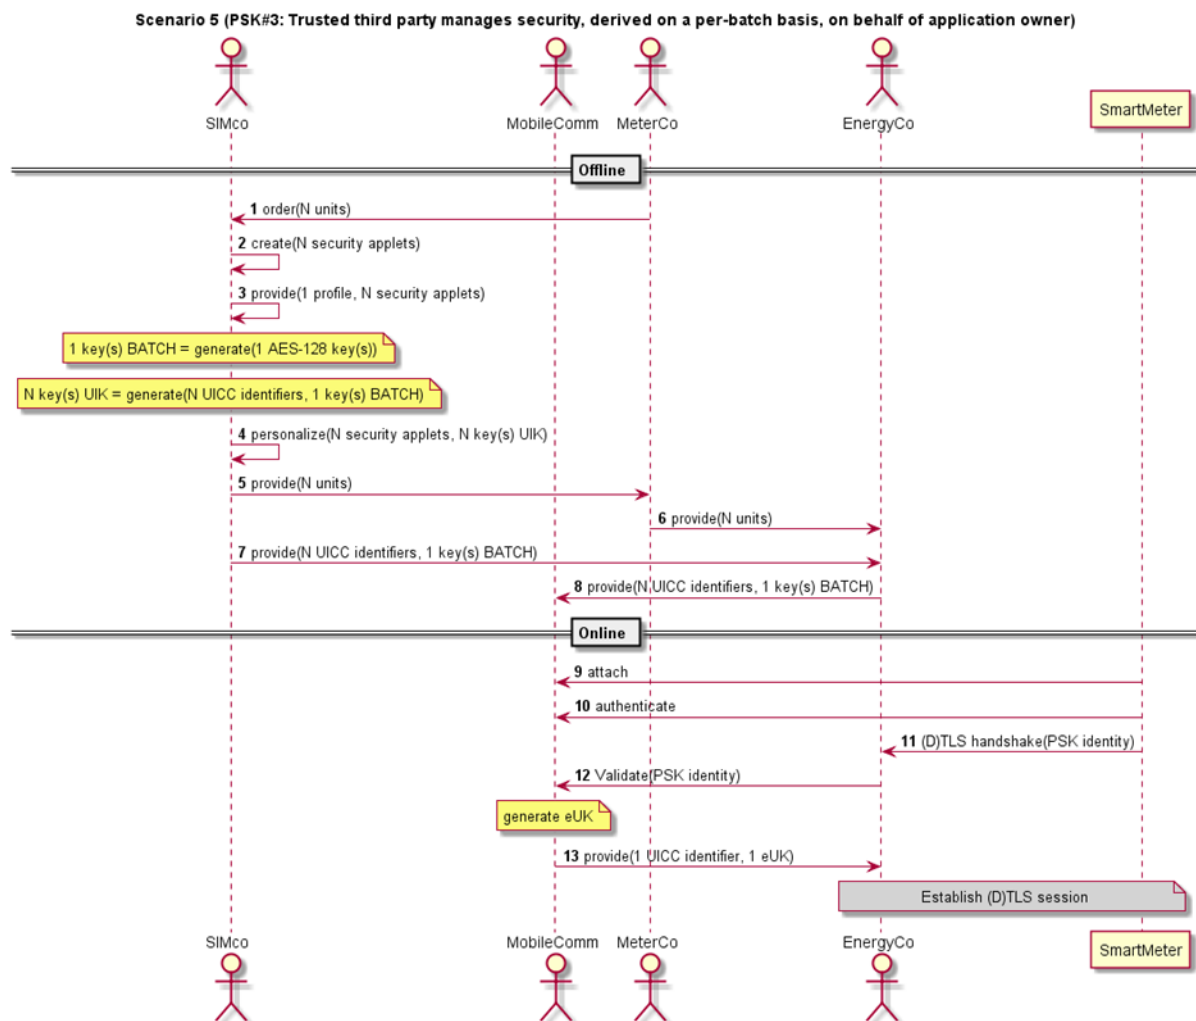 Scenario 5 (PSK#3: Trusted third party manages security, derived on a per-batch basis, on behalf of application owner)
SIMco
MobileComm
MeterCo
EnergyCo
SmartMeter
Offline
1 order(N units)
2 create(N security applets)
3 provide(1 profile, N security applets)
1 key(s) BATCH = generate(1 AES-128 key(s))
N key(s) UIK = generate(N UICC identifiers, 1 key(s) BATCH)
4 personalize(N security applets, N key(s) UIK)
5 provide(N units)
6 provide(N units)
7 provide(N UICC identifiers, 1 key(s) BATCH)
8 provide(N UICC identifiers, 1 key(s) BATCH)
Online
9 attach
10 authenticate
11 (D)TLS handshake(PSK identity)
12 Validate(PSK identity)
generate eUK
13 provide(1 UICC identifier, 1 eUK)
Establish (D)TLS session
SIMco
MobileComm
MeterCo
EnergyCo
SmartMeter